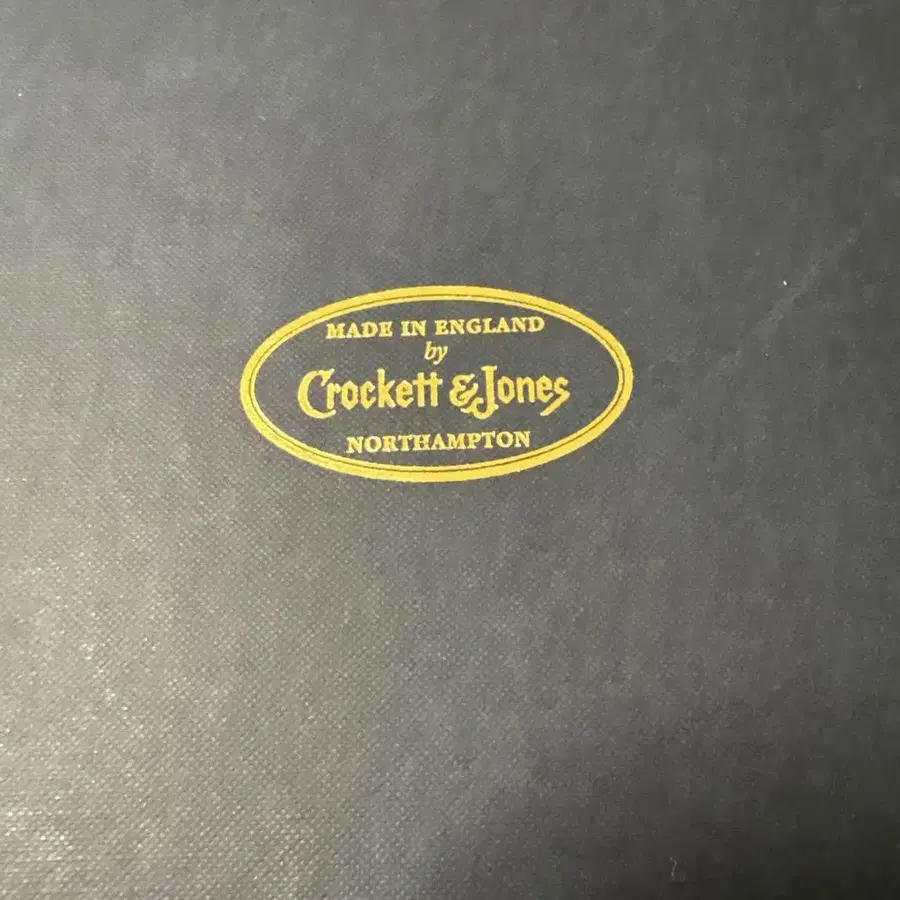 MADE IN ENGLAND
by
Crockett & Jones
NORTHAMPTON